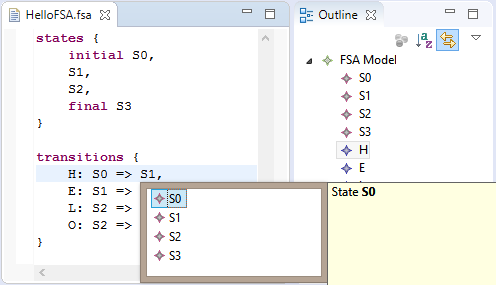 HelloFSA.fsa
states {
initial S0,
S1,
S2,
final S3
}
transitions {
H: S0 => S1,
E: S1 =>
L: S2 =>
O: S2 =>
}
S0
S1
S2
S3
State S0
Outline
a z
FSA Model
S0
S1
S2
S3
H
E